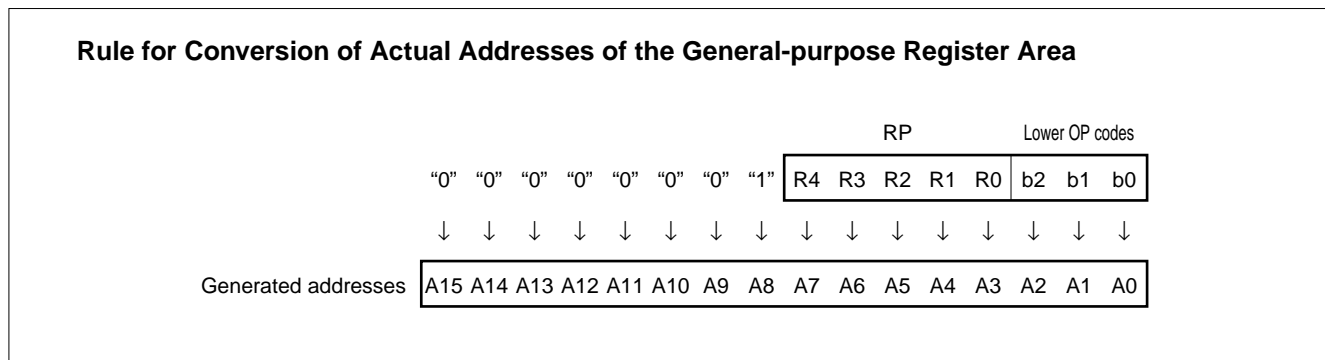 Rule for Conversion of Actual Addresses of the General-purpose Register Area
RP Lower OP codes
“0” “0” “0” “0” “0” “0” “0” “1” R4 R3 R2 R1 R0 b2 b1 b0
↓ ↓ ↓ ↓ ↓ ↓ ↓ ↓ ↓ ↓ ↓ ↓ ↓ ↓ ↓ ↓
Generated addresses A15 A14 A13 A12 A11 A10 A9 A8 A7 A6 A5 A4 A3 A2 A1 A0